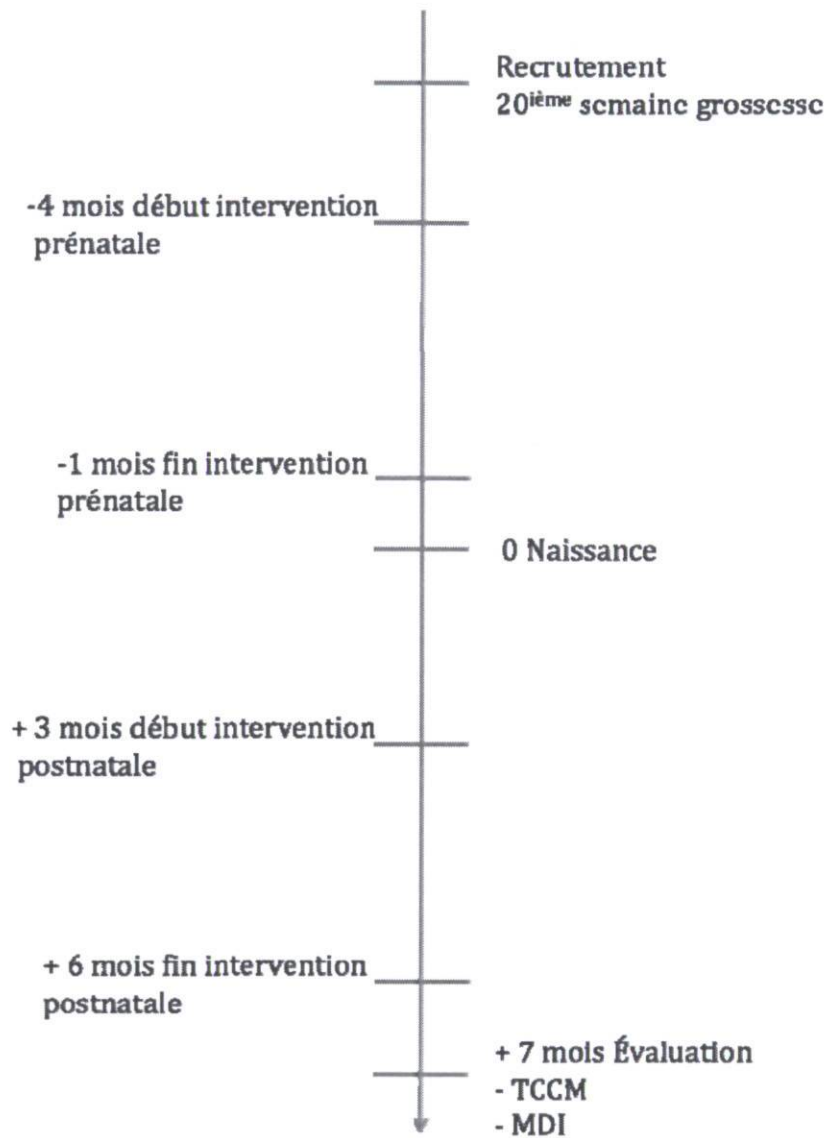 Recrutement
20ième semaine grossesse
-4 mois début intervention
prénatale
-1 mois fin intervention
prénatale
0 Naissance
+ 3 mois début intervention
postnatale
+ 6 mois fin intervention
postnatale
+ 7 mois Évaluation
- TCCM
- MDI